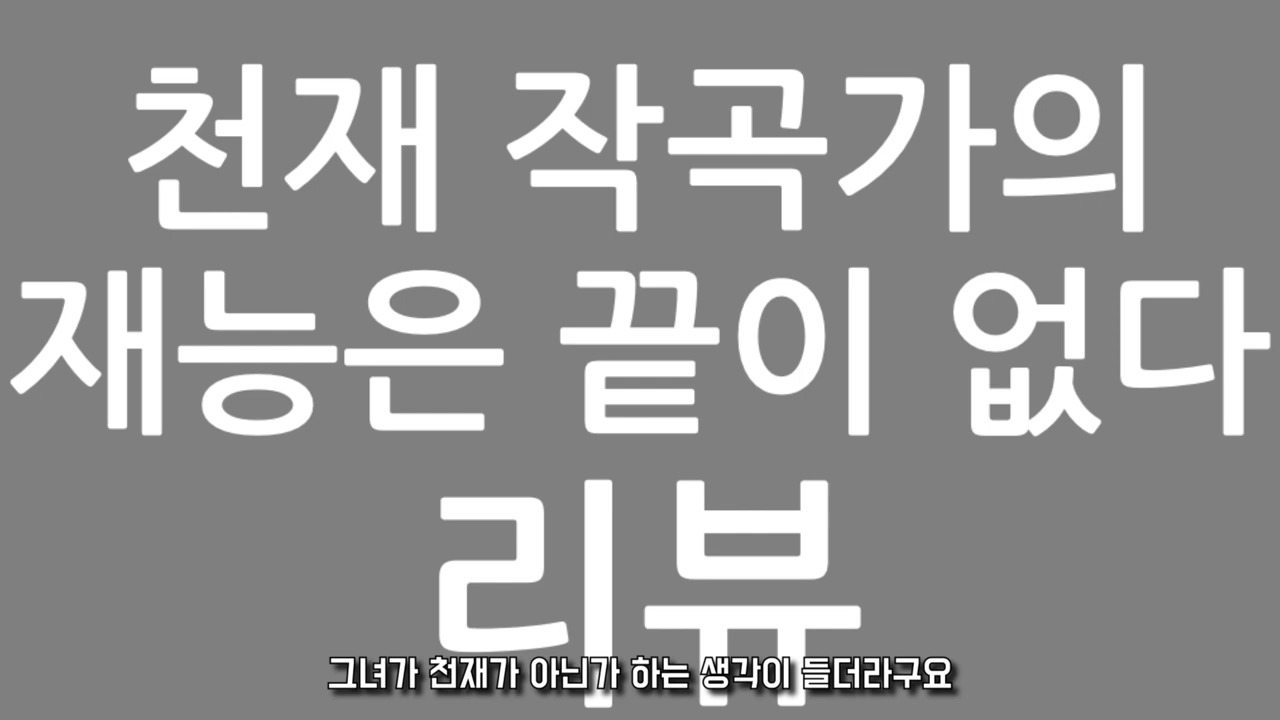 천재 작곡가의
재능은 끝이 없다
리뷰
그녀가 천재가 아닌가 하는 생각이 들더라구요